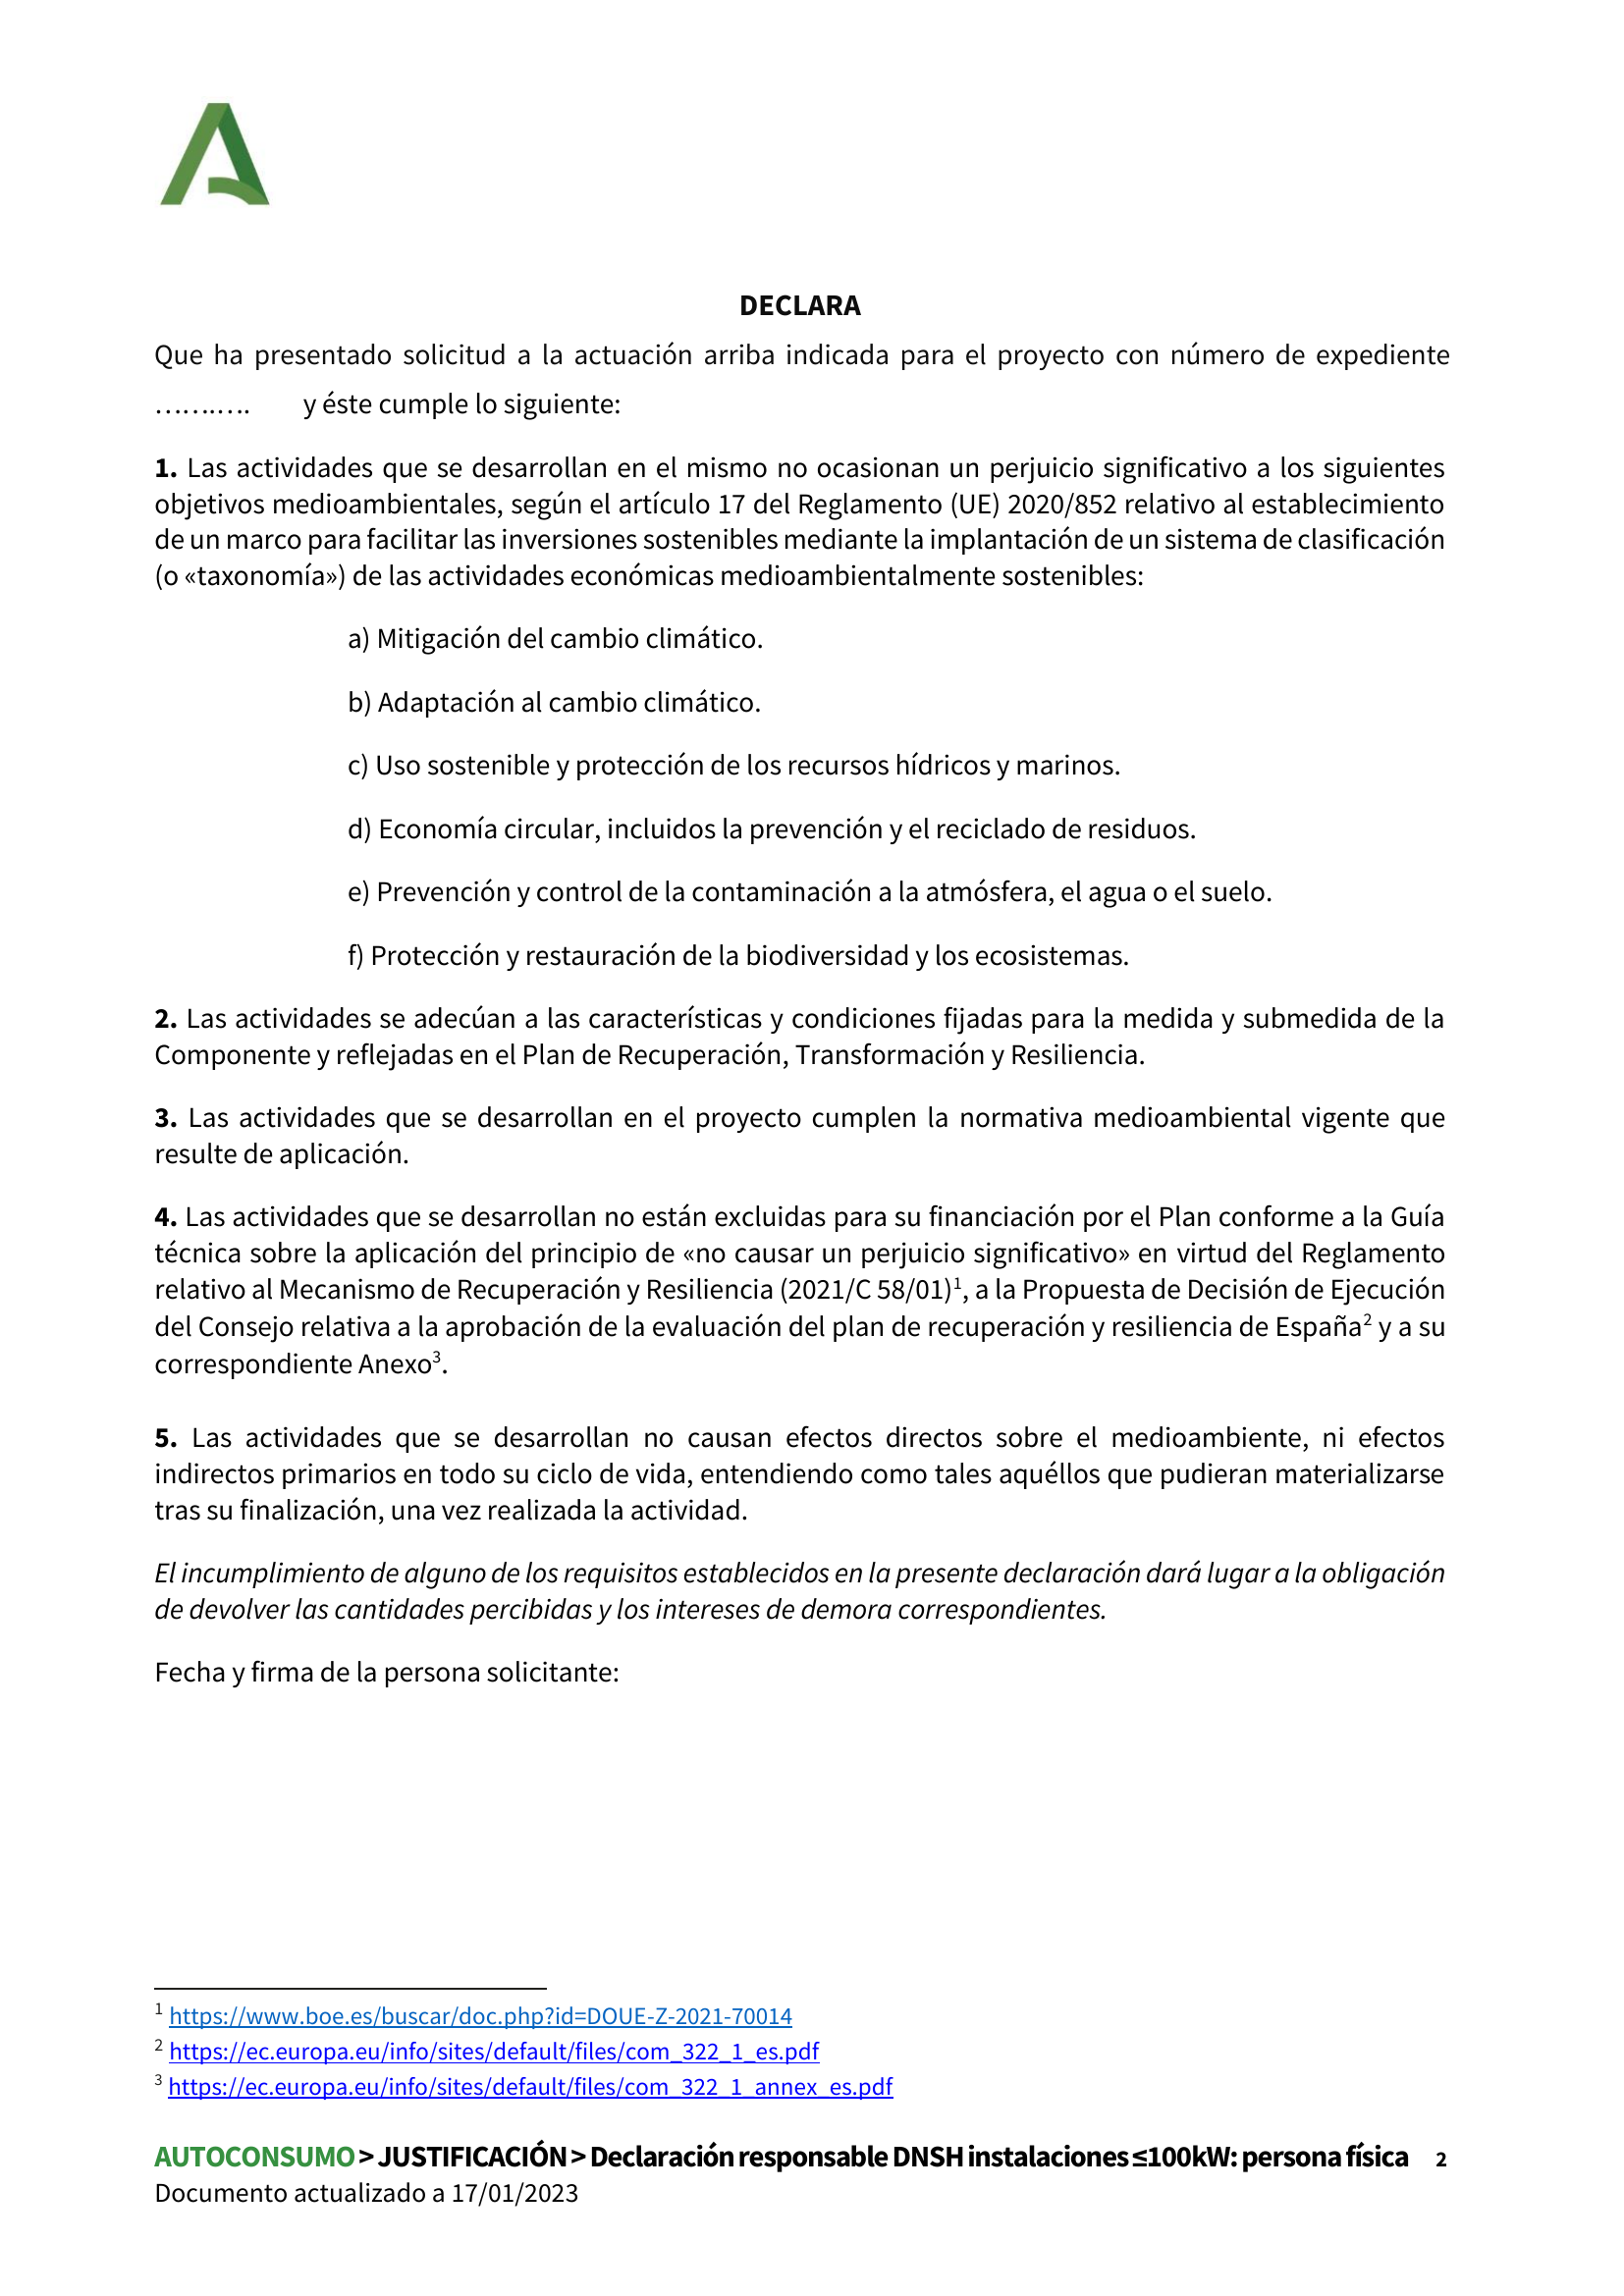 DECLARA
Que ha presentado solicitud a la actuación arriba indicada para el proyecto con número de expediente
…….…. y éste cumple lo siguiente:
1. Las actividades que se desarrollan en el mismo no ocasionan un perjuicio significativo a los siguientes
objetivos medioambientales, según el artículo 17 del Reglamento (UE) 2020/852 relativo al establecimiento
de un marco para facilitar las inversiones sostenibles mediante la implantación de un sistema de clasificación
(o «taxonomía») de las actividades económicas medioambientalmente sostenibles:
a) Mitigación del cambio climático.
b) Adaptación al cambio climático.
c) Uso sostenible y protección de los recursos hídricos y marinos.
d) Economía circular, incluidos la prevención y el reciclado de residuos.
e) Prevención y control de la contaminación a la atmósfera, el agua o el suelo.
f) Protección y restauración de la biodiversidad y los ecosistemas.
2. Las actividades se adecúan a las características y condiciones fijadas para la medida y submedida de la
Componente y reflejadas en el Plan de Recuperación, Transformación y Resiliencia.
3. Las actividades que se desarrollan en el proyecto cumplen la normativa medioambiental vigente que
resulte de aplicación.
4. Las actividades que se desarrollan no están excluidas para su financiación por el Plan conforme a la Guía
técnica sobre la aplicación del principio de «no causar un perjuicio significativo» en virtud del Reglamento
relativo al Mecanismo de Recuperación y Resiliencia (2021/C 58/01)1, a la Propuesta de Decisión de Ejecución
del Consejo relativa a la aprobación de la evaluación del plan de recuperación y resiliencia de España2 y a su
correspondiente Anexo3.
5. Las actividades que se desarrollan no causan efectos directos sobre el medioambiente, ni efectos
indirectos primarios en todo su ciclo de vida, entendiendo como tales aquéllos que pudieran materializarse
tras su finalización, una vez realizada la actividad.
El incumplimiento de alguno de los requisitos establecidos en la presente declaración dará lugar a la obligación
de devolver las cantidades percibidas y los intereses de demora correspondientes.
Fecha y firma de la persona solicitante:
1 https://www.boe.es/buscar/doc.php?id=DOUE-Z-2021-70014
2 https://ec.europa.eu/info/sites/default/files/com_322_1_es.pdf
3 https://ec.europa.eu/info/sites/default/files/com_322_1_annex_es.pdf
AUTOCONSUMO > JUSTIFICACIÓN > Declaración responsable DNSH instalaciones ≤100kW: persona física 2
Documento actualizado a 17/01/2023